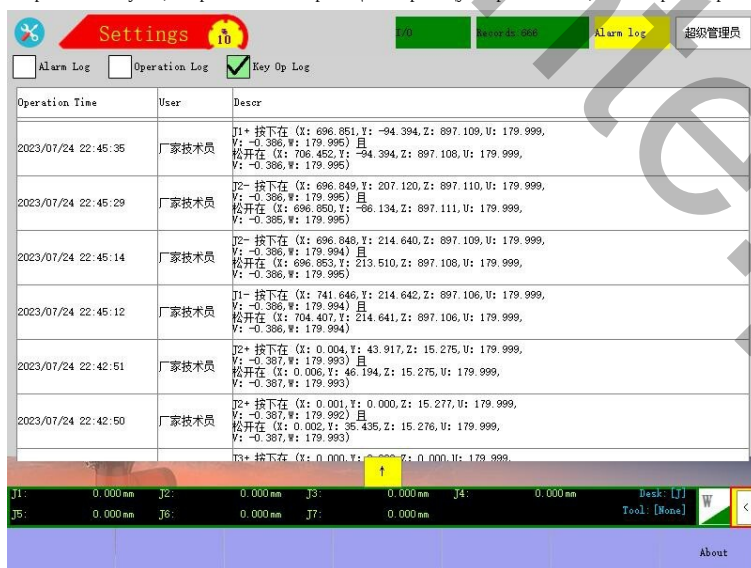 Settings
10
I/O
Records:666
Alarm log
超级管理员
Alarm Log
Operation Log
Key Op Log
Operation Time
User
Descr
2023/07/24 22:45:35
厂家技术员
J1+ 按下在 (X: 696.851,Y: -94.394,Z: 897.109,U: 179.999,
V: -0.386,W: 179.995) 且
松开在 (X: 706.452,Y: -94.394,Z: 897.108,U: 179.999,
V: -0.386,W: 179.995)
2023/07/24 22:45:29
厂家技术员
J2- 按下在 (X: 696.849,Y: 207.120,Z: 897.110,U: 179.999,
V: -0.386,W: 179.995) 且
松开在 (X: 696.850,Y: -86.134,Z: 897.111,U: 179.999,
V: -0.385,W: 179.995)
2023/07/24 22:45:14
厂家技术员
J2- 按下在 (X: 696.848,Y: 214.640,Z: 897.109,U: 179.999,
V: -0.386,W: 179.994) 且
松开在 (X: 696.853,Y: 213.510,Z: 897.108,U: 179.999,
V: -0.386,W: 179.995)
2023/07/24 22:45:12
厂家技术员
J1- 按下在 (X: 741.646,Y: 214.642,Z: 897.106,U: 179.999,
V: -0.386,W: 179.994) 且
松开在 (X: 704.407,Y: 214.641,Z: 897.106,U: 179.999,
V: -0.386,W: 179.994)
2023/07/24 22:42:51
厂家技术员
J2+ 按下在 (X: 0.004,Y: 43.917,Z: 15.275,U: 179.999,
V: -0.387,W: 179.993) 且
松开在 (X: 0.006,Y: 46.194,Z: 15.275,U: 179.999,
V: -0.387,W: 179.993)
2023/07/24 22:42:50
厂家技术员
J2+ 按下在 (X: 0.001,Y: 0.000,Z: 15.277,U: 179.999,
V: -0.387,W: 179.992) 且
松开在 (X: 0.002,Y: 35.435,Z: 15.276,U: 179.999,
V: -0.387,W: 179.993)
J3+ 按下在 (X: 0.000,Y: Z: 0.000,U: 179.999,
↑
J1: 0.000mm J2: 0.000mm J3: 0.000mm J4: 0.000mm Desk: [J]
J5: 0.000mm J6: 0.000mm J7: 0.000mm Tool: [None]
W
<
About